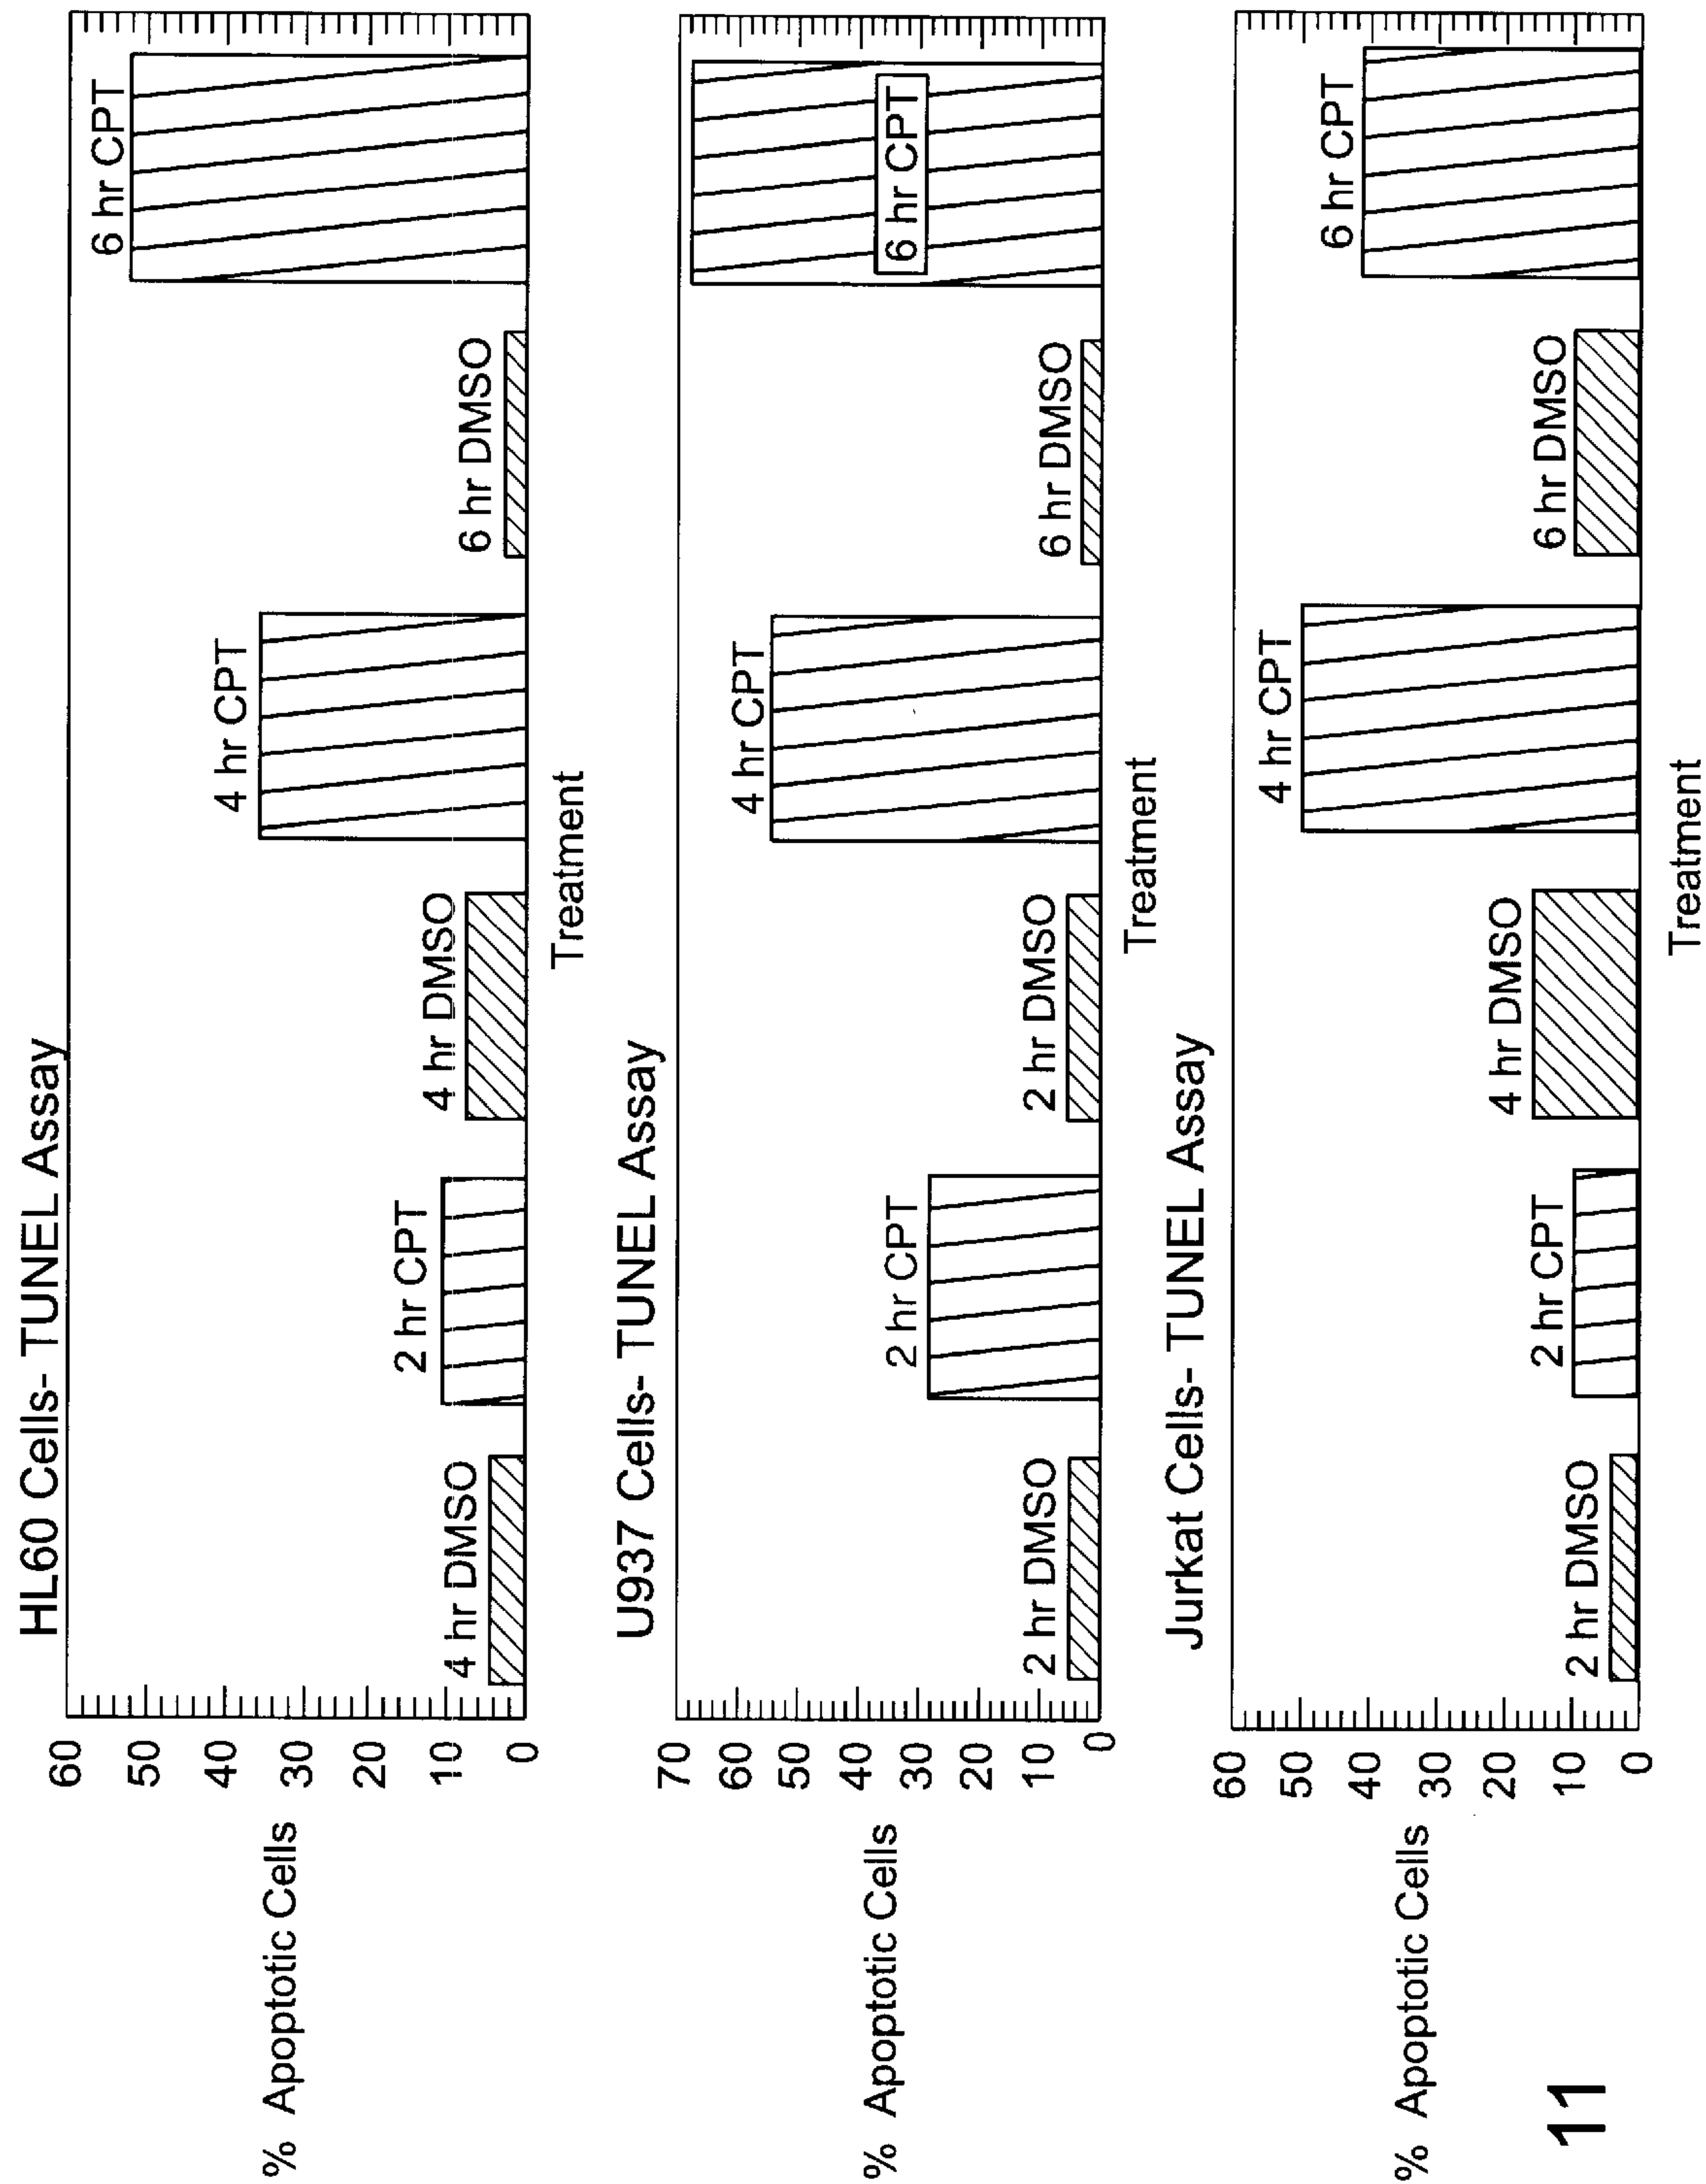 HL60 Cells- TUNEL Assay
% Apoptotic Cells
60
50
40
30
20
10
0
4 hr DMSO
2 hr CPT
4 hr DMSO
4 hr CPT
6 hr DMSO
6 hr CPT
Treatment
U937 Cells- TUNEL Assay
% Apoptotic Cells
70
60
50
40
30
20
10
0
2 hr DMSO
2 hr CPT
2 hr DMSO
4 hr CPT
6 hr DMSO
6 hr CPT
Treatment
Jurkat Cells- TUNEL Assay
% Apoptotic Cells
60
50
40
30
20
10
0
2 hr DMSO
2 hr CPT
4 hr DMSO
4 hr CPT
6 hr DMSO
6 hr CPT
Treatment
11